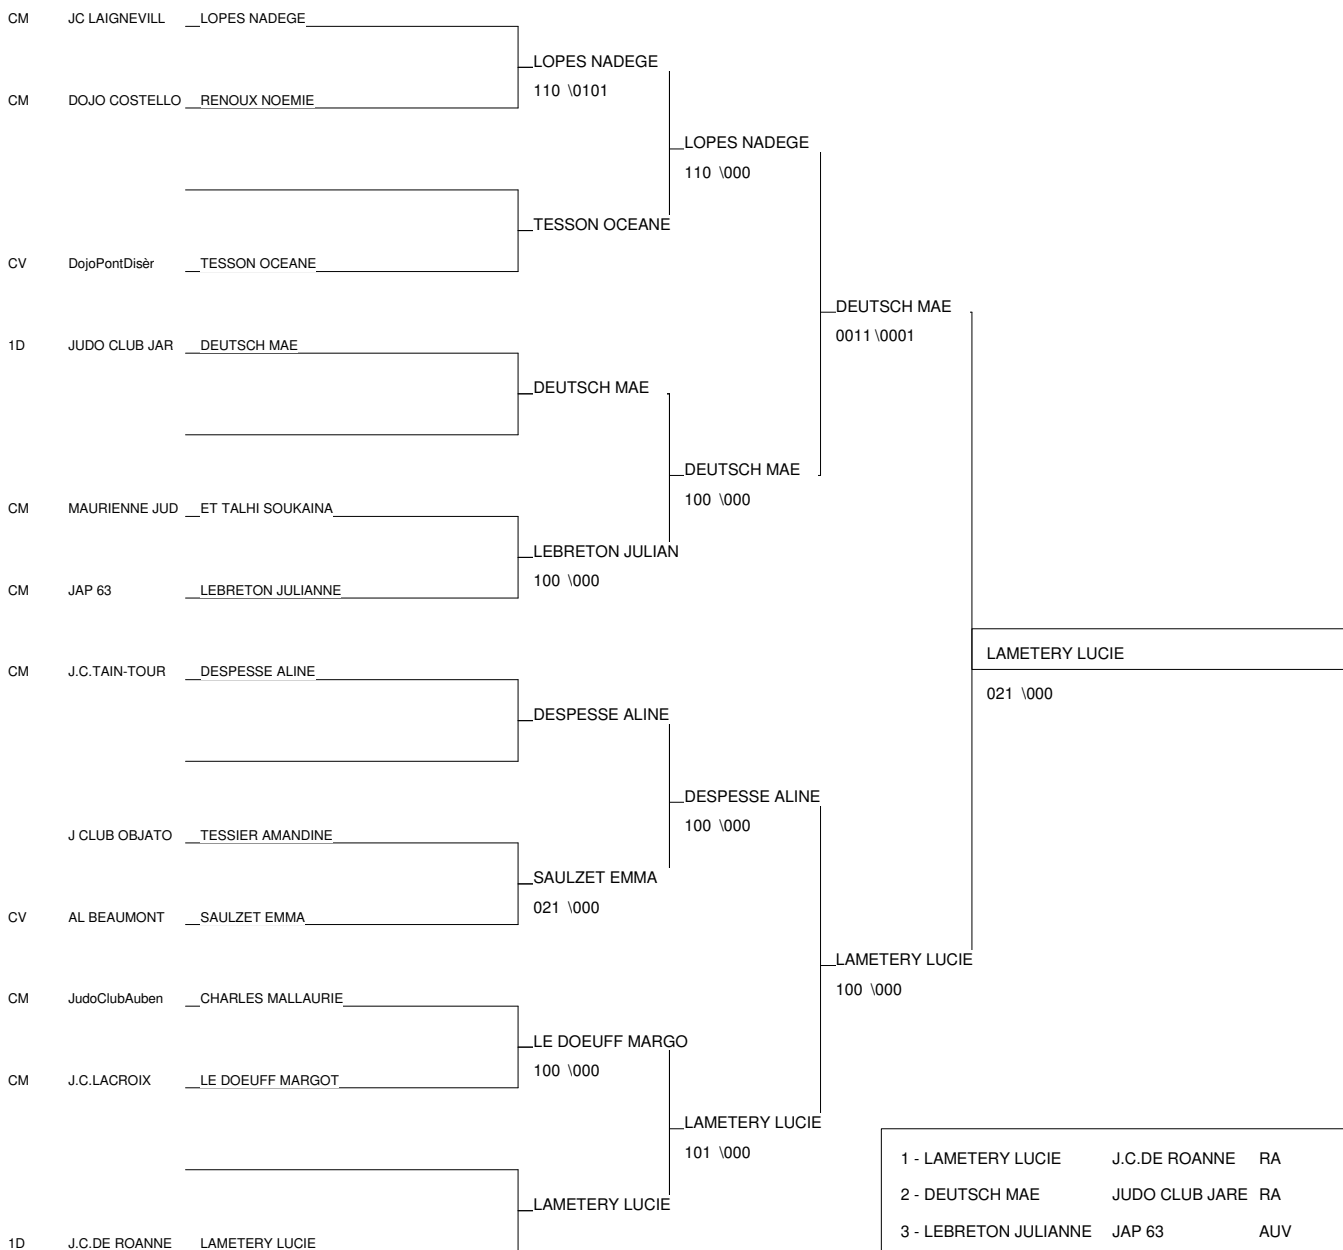 CM JC LAIGNEVILL LOPES NADEGE
LOPES NADEGE
110 \0101
CM DOJO COSTELLO RENOUX NOEMIE
LOPES NADEGE
110 \000
TESSON OCEANE
CV DojoPontDisèr TESSON OCEANE
DEUTSCH MAE
0011 \0001
1D JUDO CLUB JAR DEUTSCH MAE
DEUTSCH MAE
DEUTSCH MAE
100 \000
CM MAURIENNE JUD ET TALHI SOUKAINA
LEBRETON JULIAN
100 \000
CM JAP 63 LEBRETON JULIANNE
LAMETERY LUCIE
021 \000
CM J.C.TAIN-TOUR DESPESSE ALINE
DESPESSE ALINE
DESPESSE ALINE
100 \000
J CLUB OBJATO TESSIER AMANDINE
SAULZET EMMA
021 \000
CV AL BEAUMONT SAULZET EMMA
LAMETERY LUCIE
100 \000
CM JudoClubAuben CHARLES MALLAURIE
LE DOEUFF MARGO
100 \000
CM J.C.LACROIX LE DOEUFF MARGOT
LAMETERY LUCIE
101 \000
LAMETERY LUCIE
1D J.C.DE ROANNE LAMETERY LUCIE
1 - LAMETERY LUCIE J.C.DE ROANNE RA
2 - DEUTSCH MAE JUDO CLUB JARE RA
3 - LEBRETON JULIANNE JAP 63 AUV